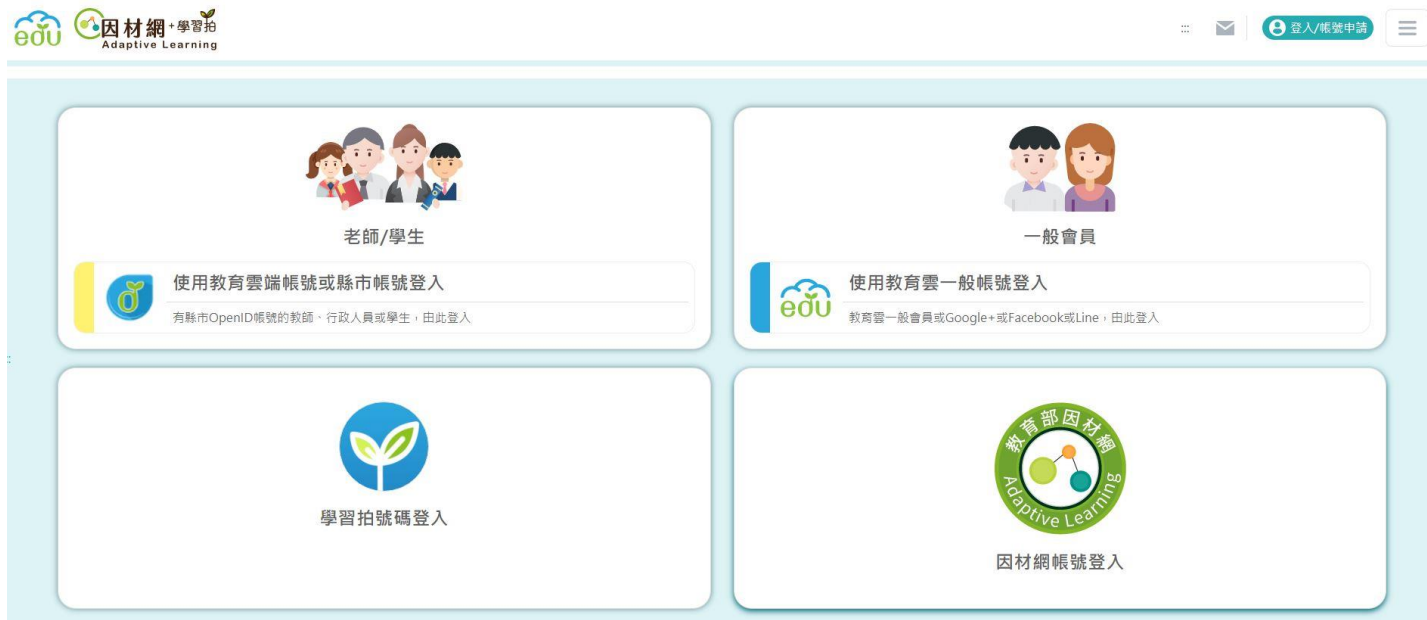 edu 因材網+學習拍
Adaptive Learning
登入/帳號申請
老師/學生
使用教育雲端帳號或縣市帳號登入
有縣市OpenID帳號的教師、行政人員或學生，由此登入
一般會員
edu
使用教育雲一般帳號登入
教育雲一般會員或Google+或Facebook或Line，由此登入
學習拍號碼登入
教育部因材網
Adaptive Learning
因材網帳號登入